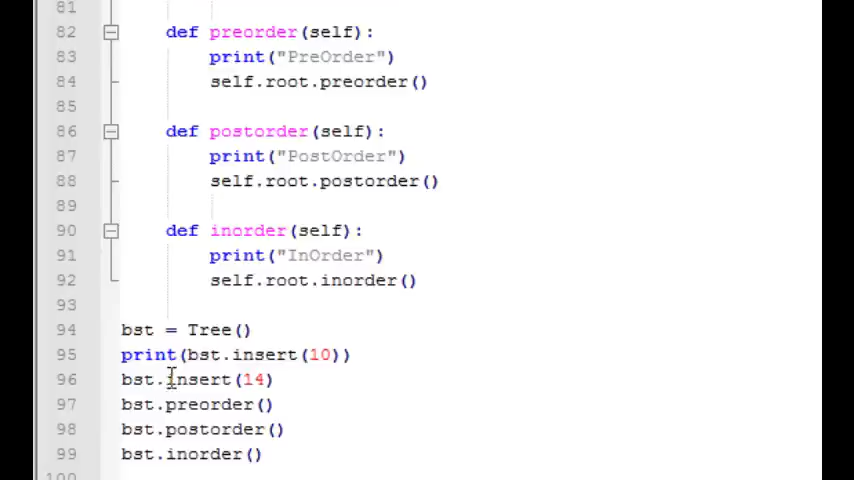 81
82 def preorder(self):
83 print("PreOrder")
84 self.root.preorder()
85
86 def postorder(self):
87 print("PostOrder")
88 self.root.postorder()
89
90 def inorder(self):
91 print("InOrder")
92 self.root.inorder()
93
94 bst = Tree()
95 print(bst.insert(10))
96 bst.insert(14)
97 bst.preorder()
98 bst.postorder()
99 bst.inorder()
100